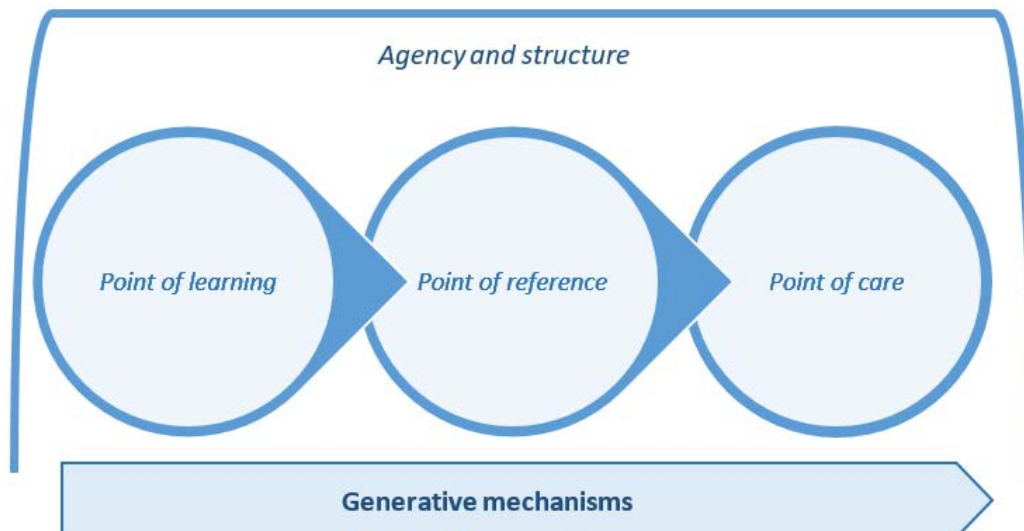 Agency and structure
Point of learning
Point of reference
Point of care
Generative mechanisms